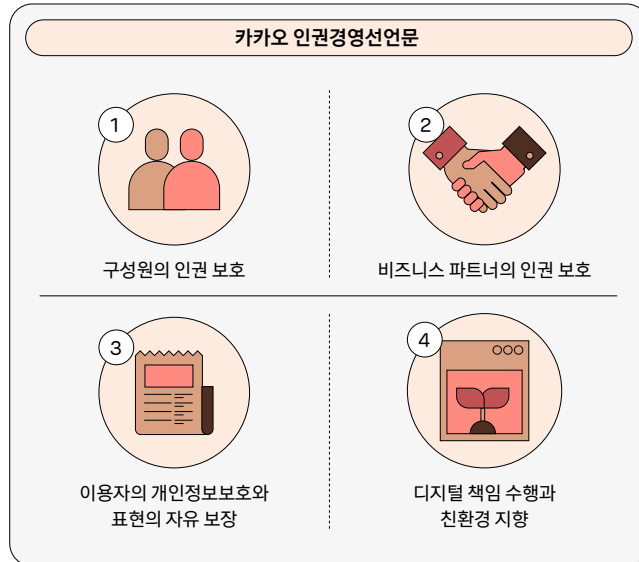 카카오 인권경영선언문
1
구성원의 인권 보호
2
비즈니스 파트너의 인권 보호
3
이용자의 개인정보보호와
표현의 자유 보장
4
디지털 책임 수행과
친환경 지향